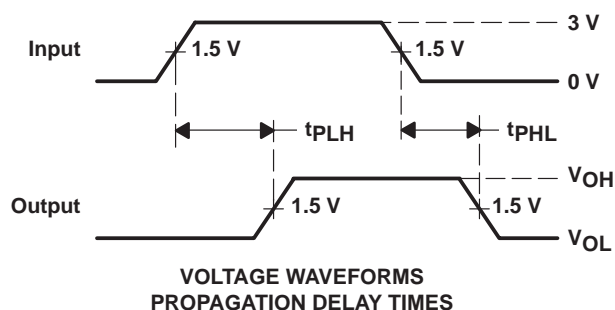 3 V
Input
1.5 V
1.5 V
0 V
tPLH
tPHL
VOH
Output
1.5 V
1.5 V
VOL
VOLTAGE WAVEFORMS
PROPAGATION DELAY TIMES